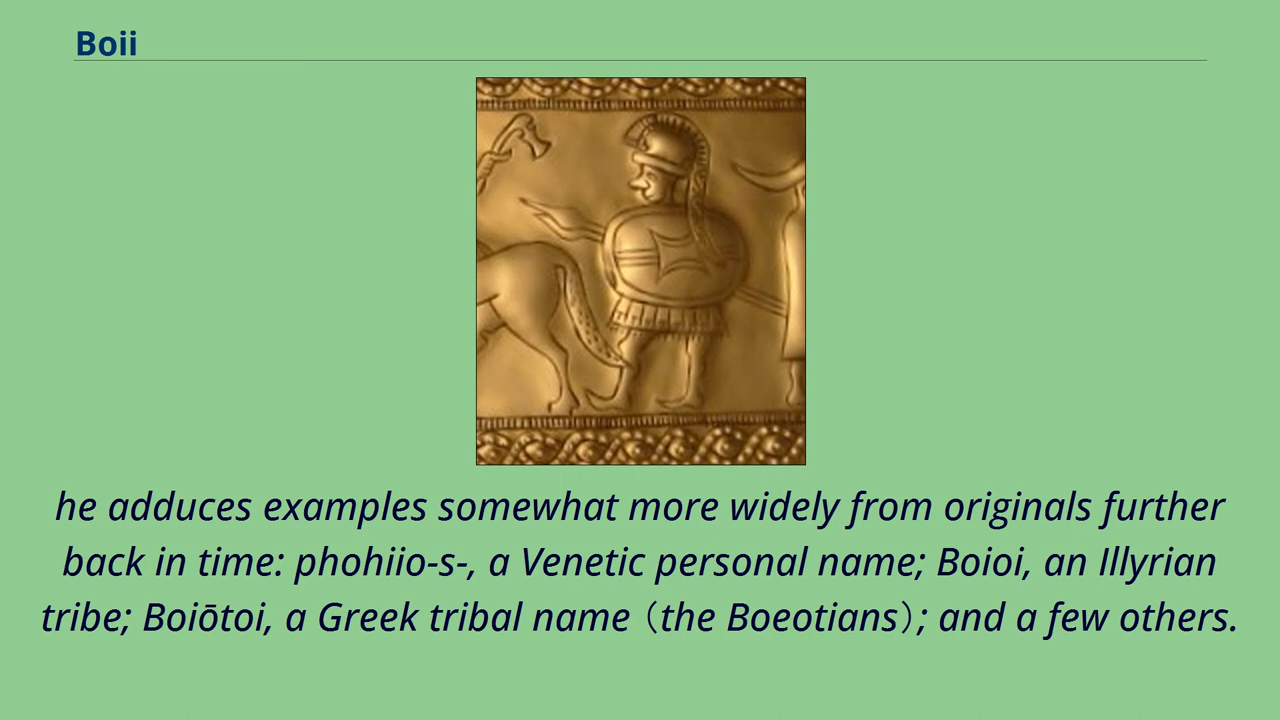 Boii
he adduces examples somewhat more widely from originals further
back in time: phohiio-s-, a Venetic personal name; Boioi, an Illyrian
tribe; Boiōtoi, a Greek tribal name（the Boeotians）; and a few others.